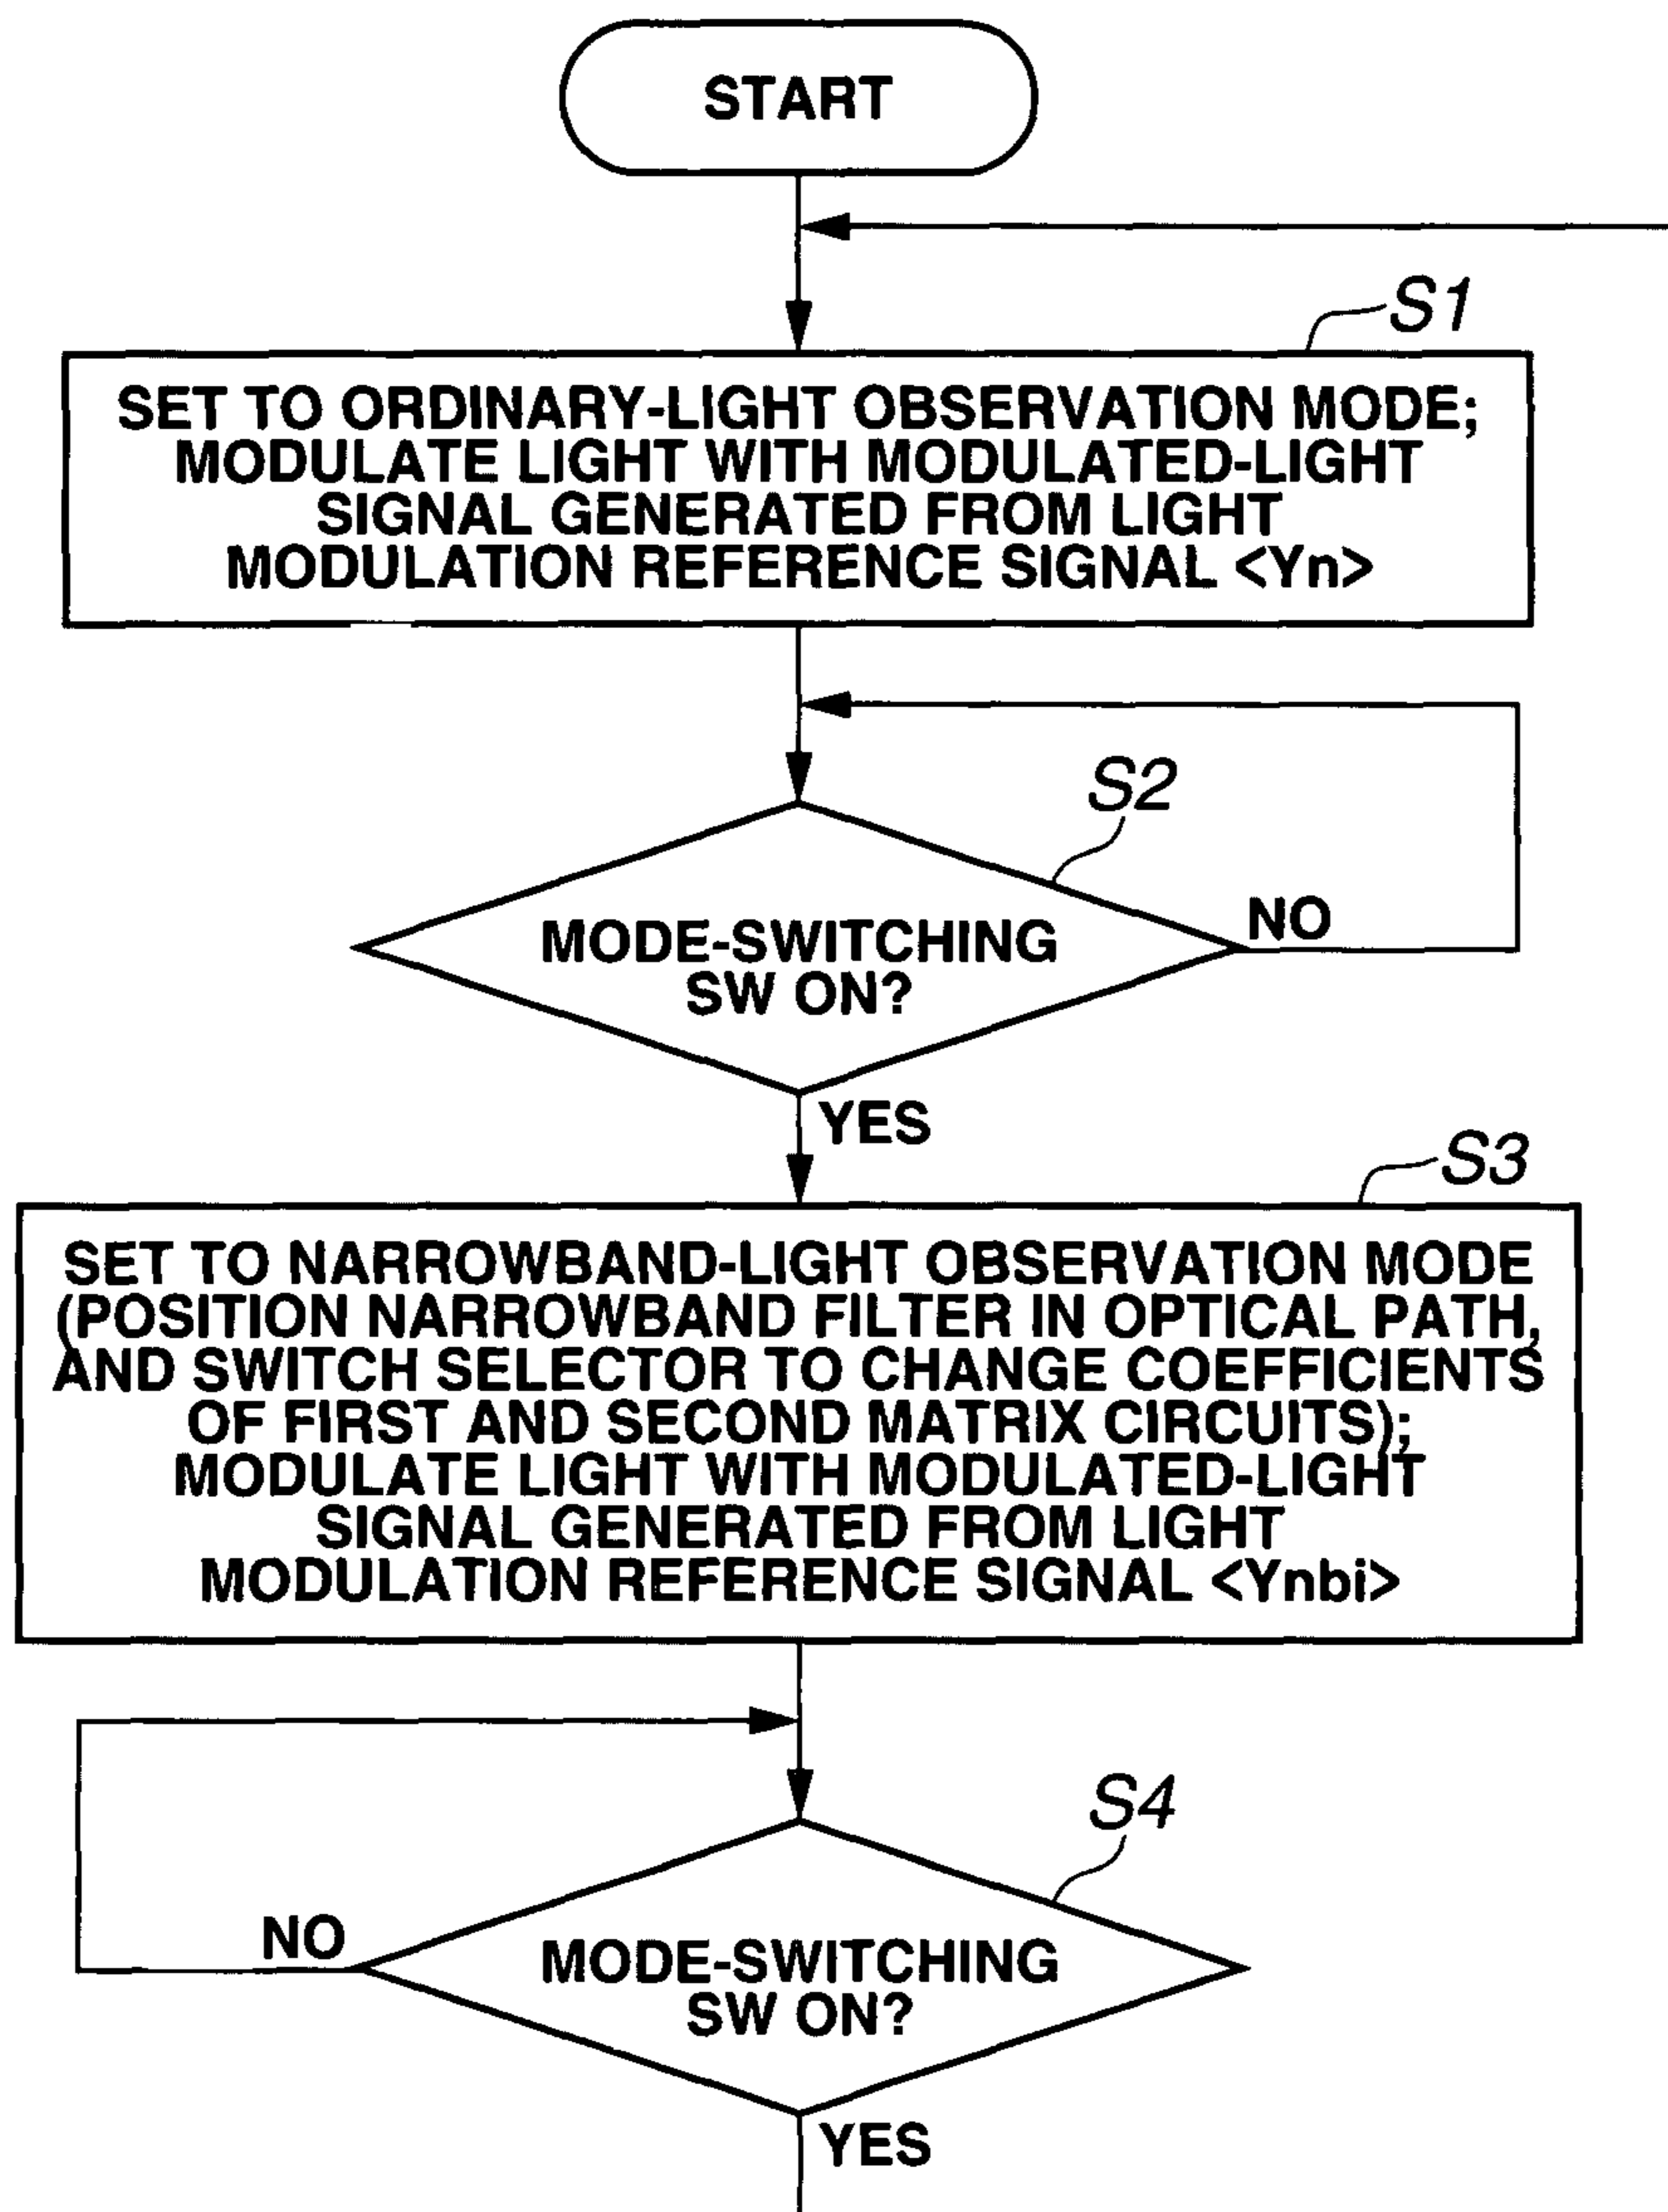 START
S1
SET TO ORDINARY-LIGHT OBSERVATION MODE;
MODULATE LIGHT WITH MODULATED-LIGHT
SIGNAL GENERATED FROM LIGHT
MODULATION REFERENCE SIGNAL <Yn>
S2
MODE-SWITCHING
SW ON?
NO
YES
S3
SET TO NARROWBAND-LIGHT OBSERVATION MODE
(POSITION NARROWBAND FILTER IN OPTICAL PATH,
AND SWITCH SELECTOR TO CHANGE COEFFICIENTS
OF FIRST AND SECOND MATRIX CIRCUITS);
MODULATE LIGHT WITH MODULATED-LIGHT
SIGNAL GENERATED FROM LIGHT
MODULATION REFERENCE SIGNAL <Ynbi>
S4
NO
MODE-SWITCHING
SW ON?
YES